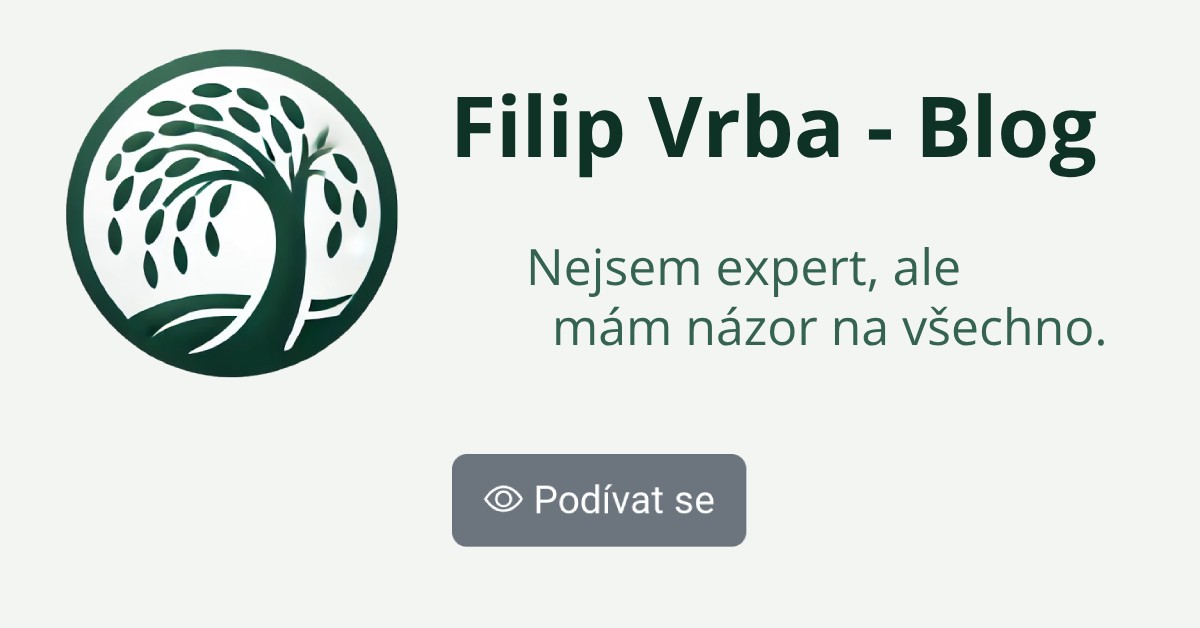 Filip Vrba - Blog
Nejsem expert, ale
mám názor na všechno.
Podívat se